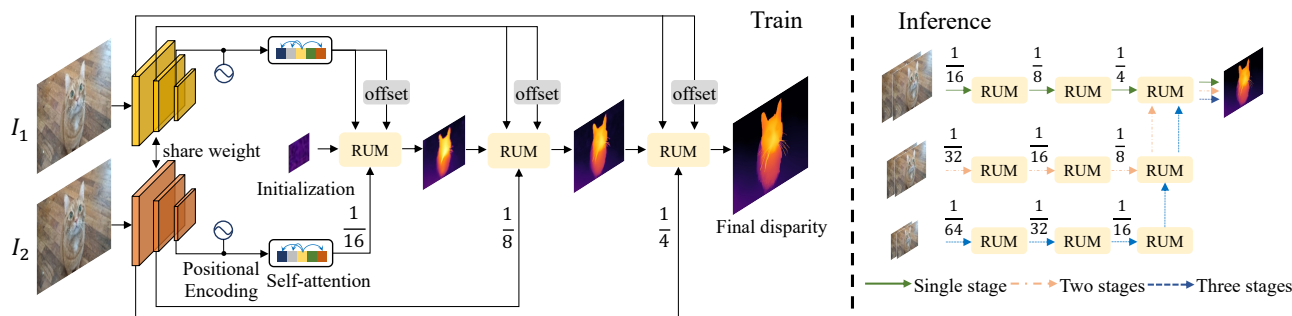 Train
I₁
share weight
I₂
offset
offset
offset
Initialization
RUM
RUM
RUM
1/16
1/8
1/4
Final disparity
Positional
Encoding
Self-attention
Inference
1/16
1/8
1/4
RUM
RUM
RUM
1/32
1/16
1/8
RUM
RUM
RUM
1/64
1/32
1/16
RUM
RUM
RUM
Single stage
Two stages
Three stages